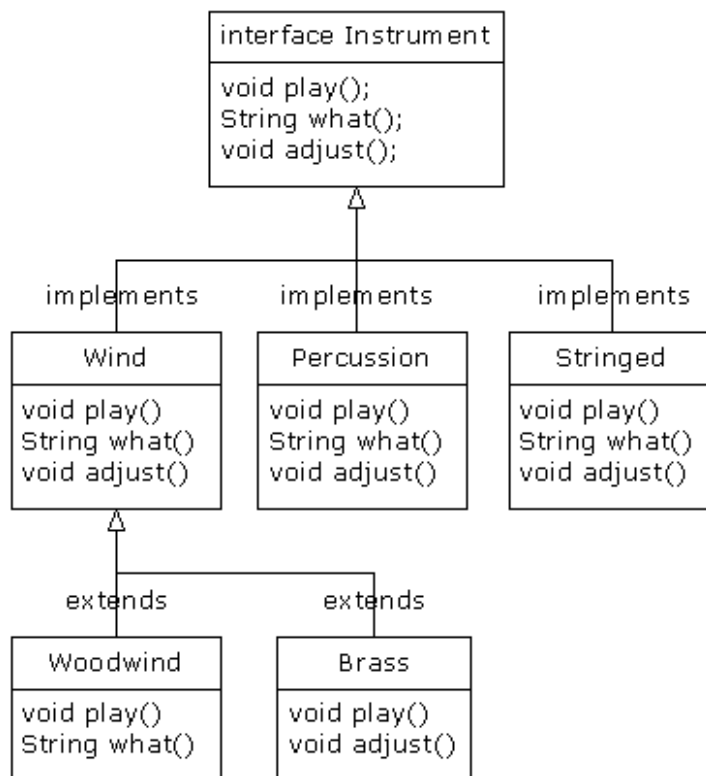 interface Instrument
void play();
String what();
void adjust();
implements implements implements
Wind Percussion Stringed
void play()
String what()
void adjust()
void play()
String what()
void adjust()
void play()
String what()
void adjust()
extends extends
Woodwind Brass
void play()
String what()
void play()
void adjust()